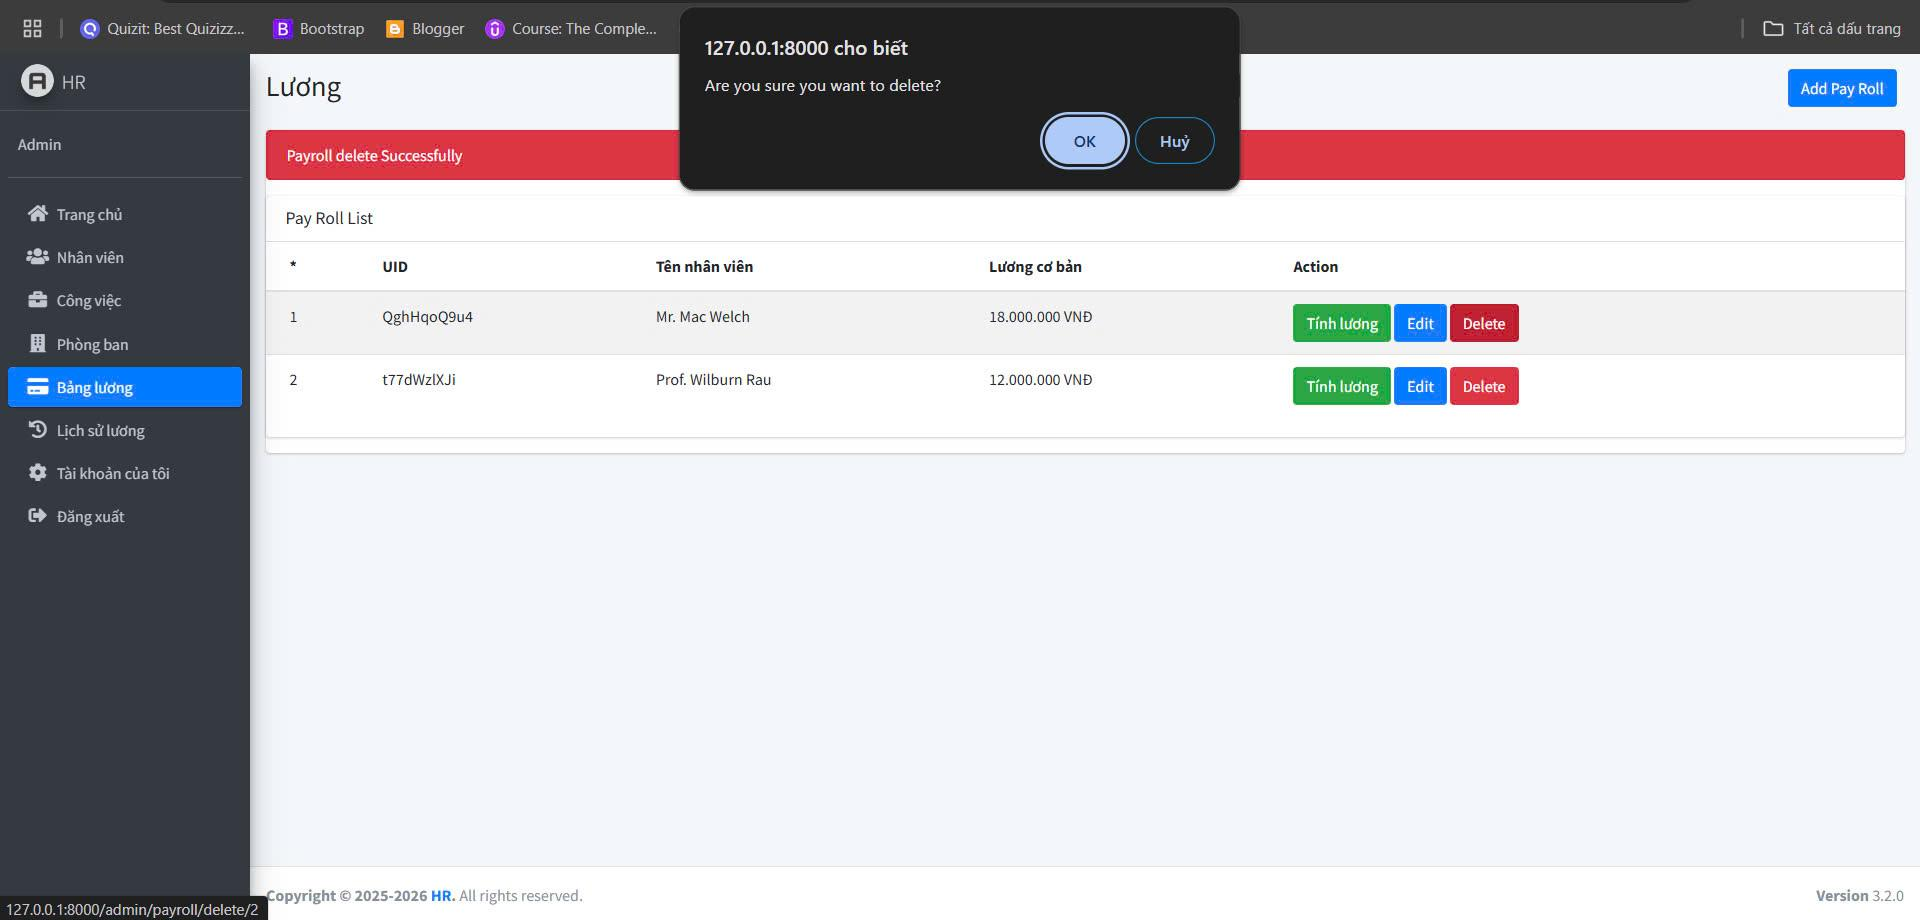 Quizit: Best Quizizz...
Bootstrap
Blogger
Course: The Comple...
Tất cả dấu trang
127.0.0.1:8000 cho biết
Are you sure you want to delete?
OK
Huỷ
HR
Admin
Trang chủ
Nhân viên
Công việc
Phòng ban
Bảng lương
Lịch sử lương
Tài khoản của tôi
Đăng xuất
Lương
Add Pay Roll
Payroll delete Successfully
Pay Roll List
* UID Tên nhân viên Lương cơ bản Action
1 QghHqoQ9u4 Mr. Mac Welch 18.000.000 VNĐ Tính lương Edit Delete
2 t77dWzlXJi Prof. Wilburn Rau 12.000.000 VNĐ Tính lương Edit Delete
Copyright © 2025-2026 HR. All rights reserved.
Version 3.2.0
127.0.0.1:8000/admin/payroll/delete/2